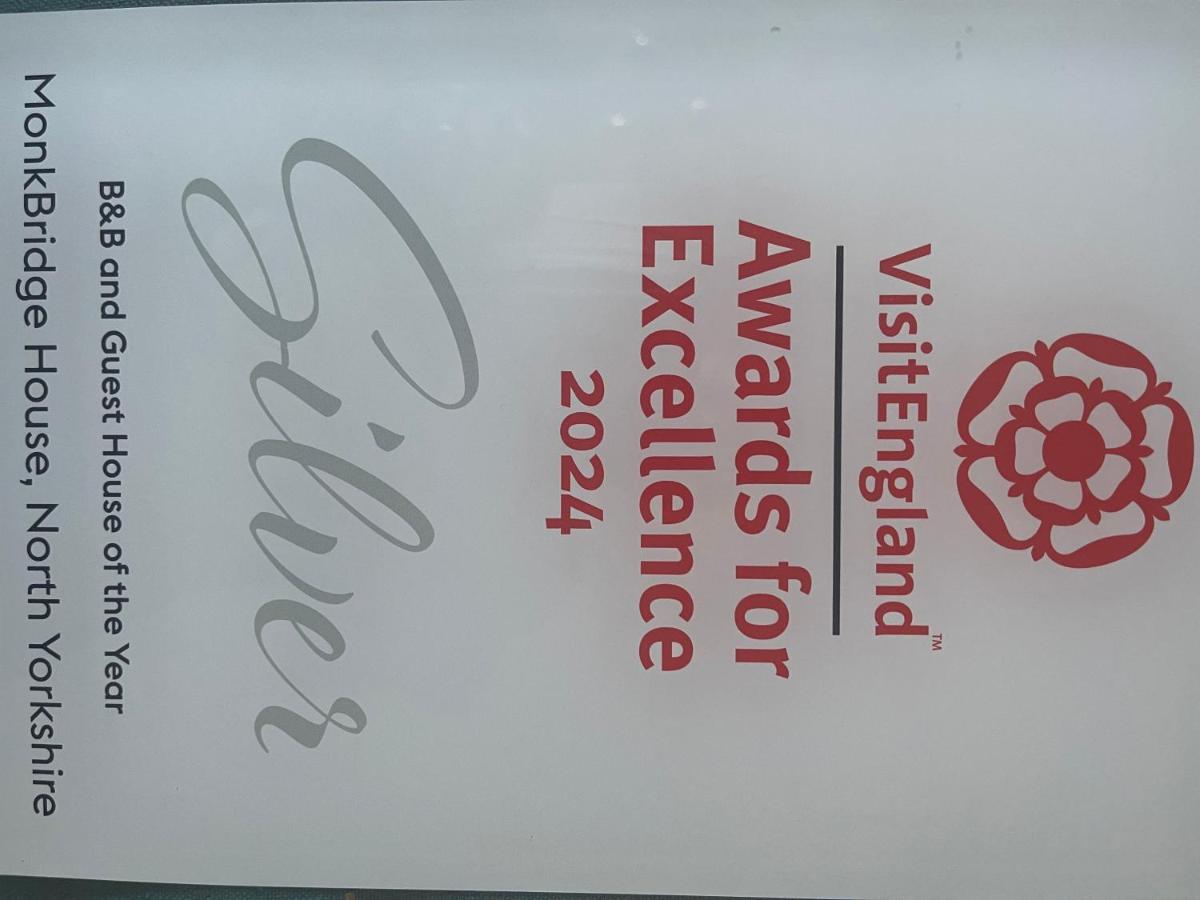 VisitEngland™
Awards for
Excellence
2024
Silver
B&B and Guest House of the Year
MonkBridge House, North Yorkshire